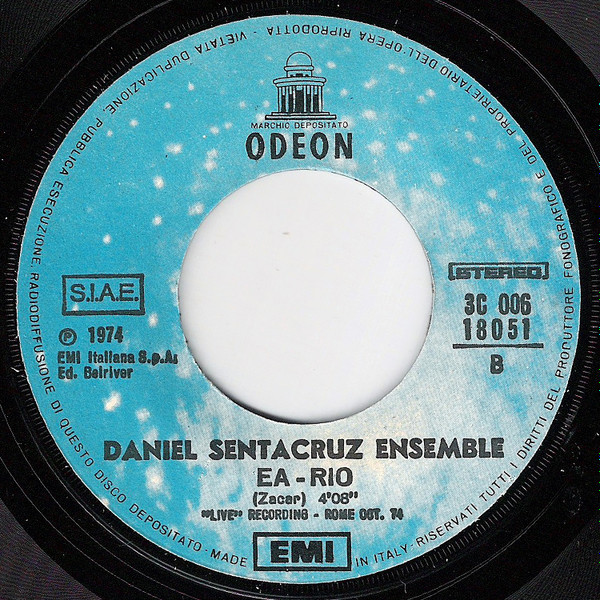 MARCHIO DEPOSITATO
ODEON
S.I.A.E.
℗ 1974
EMI Italiana S.p.A.
Ed. Belriver
STEREO
3C 006
18051
B
DANIEL SENTACRUZ ENSEMBLE
EA - RIO
(Zacar) 4'08"
"LIVE" RECORDING - ROME OCT. 74
EMI
MADE IN ITALY - RISERVATI TUTTI I DIRITTI DEL PRODUTTORE FONOGRAFICO E DEL PROPRIETARIO DELL'OPERA RIPRODOTTA - VIETATA DUPLICAZIONE, PUBBLICA ESECUZIONE, RADIODIFFUSIONE DI QUESTO DISCO DEPOSITATO -